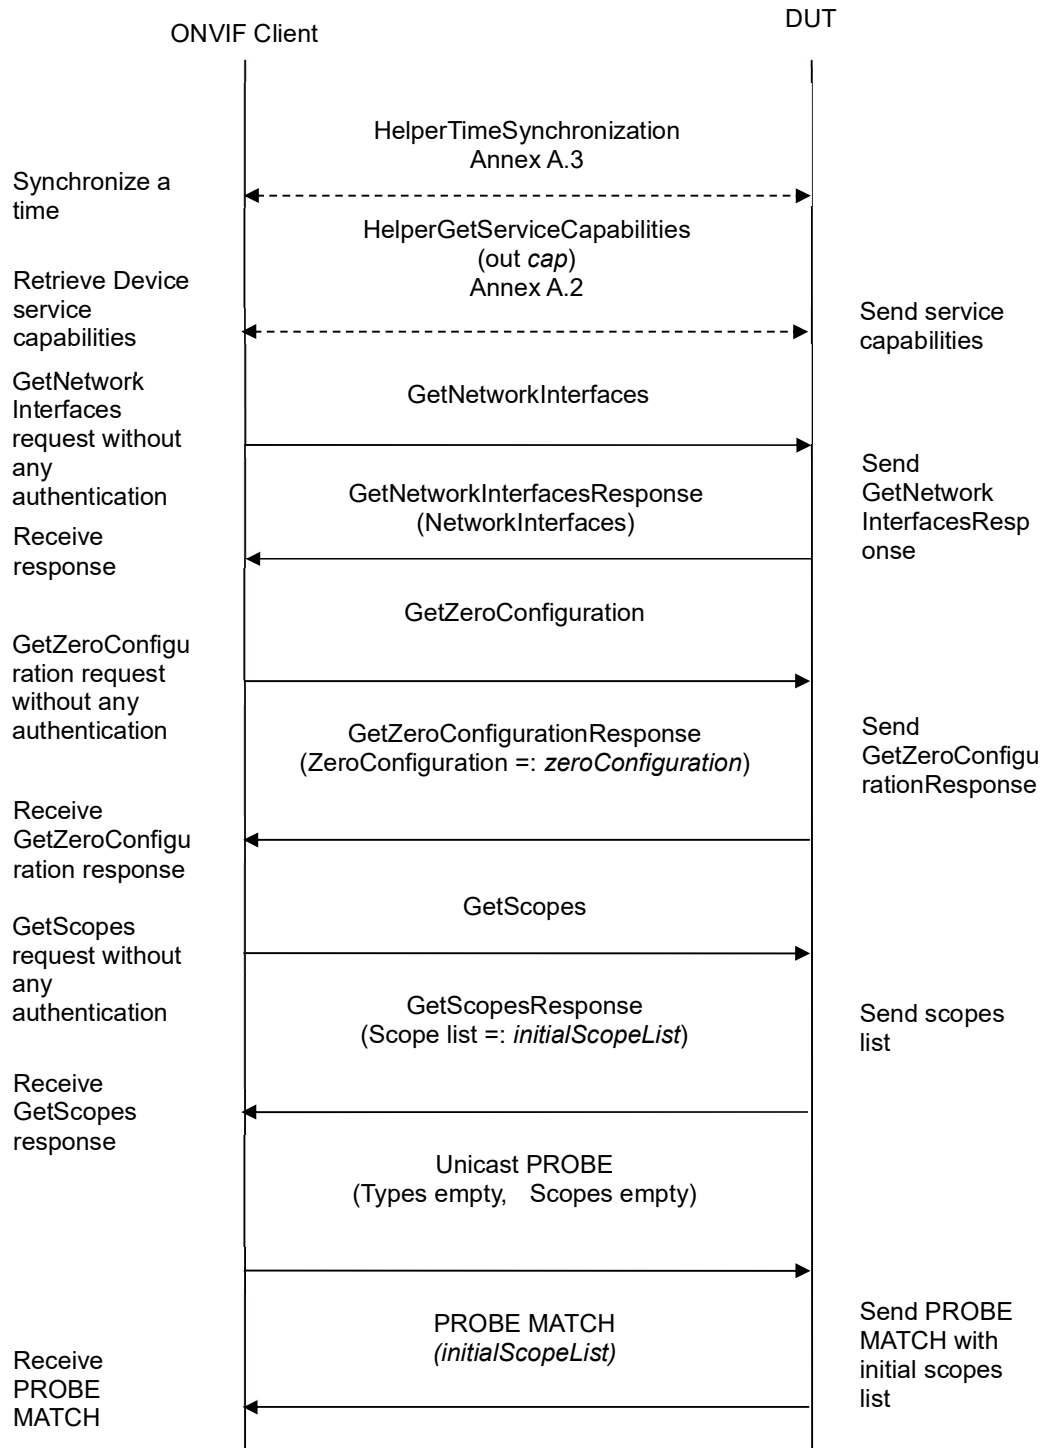 DUT
ONVIF Client
HelperTimeSynchronization
Annex A.3
Synchronize a
time
HelperGetServiceCapabilities
(out cap)
Annex A.2
Retrieve Device
service
capabilities
Send service
capabilities
GetNetwork
Interfaces
request without
any
authentication
GetNetworkInterfaces
Send
GetNetwork
InterfacesResp
onse
GetNetworkInterfacesResponse
(NetworkInterfaces)
Receive
response
GetZeroConfiguration
GetZeroConfigu
ration request
without any
authentication
GetZeroConfigurationResponse
(ZeroConfiguration =: zeroConfiguration)
Send
GetZeroConfigu
rationResponse
Receive
GetZeroConfigu
ration response
GetScopes
GetScopes
request without
any
authentication
GetScopesResponse
(Scope list =: initialScopeList)
Send scopes
list
Receive
GetScopes
response
Unicast PROBE
(Types empty, Scopes empty)
PROBE MATCH
(initialScopeList)
Send PROBE
MATCH with
initial scopes
list
Receive
PROBE
MATCH